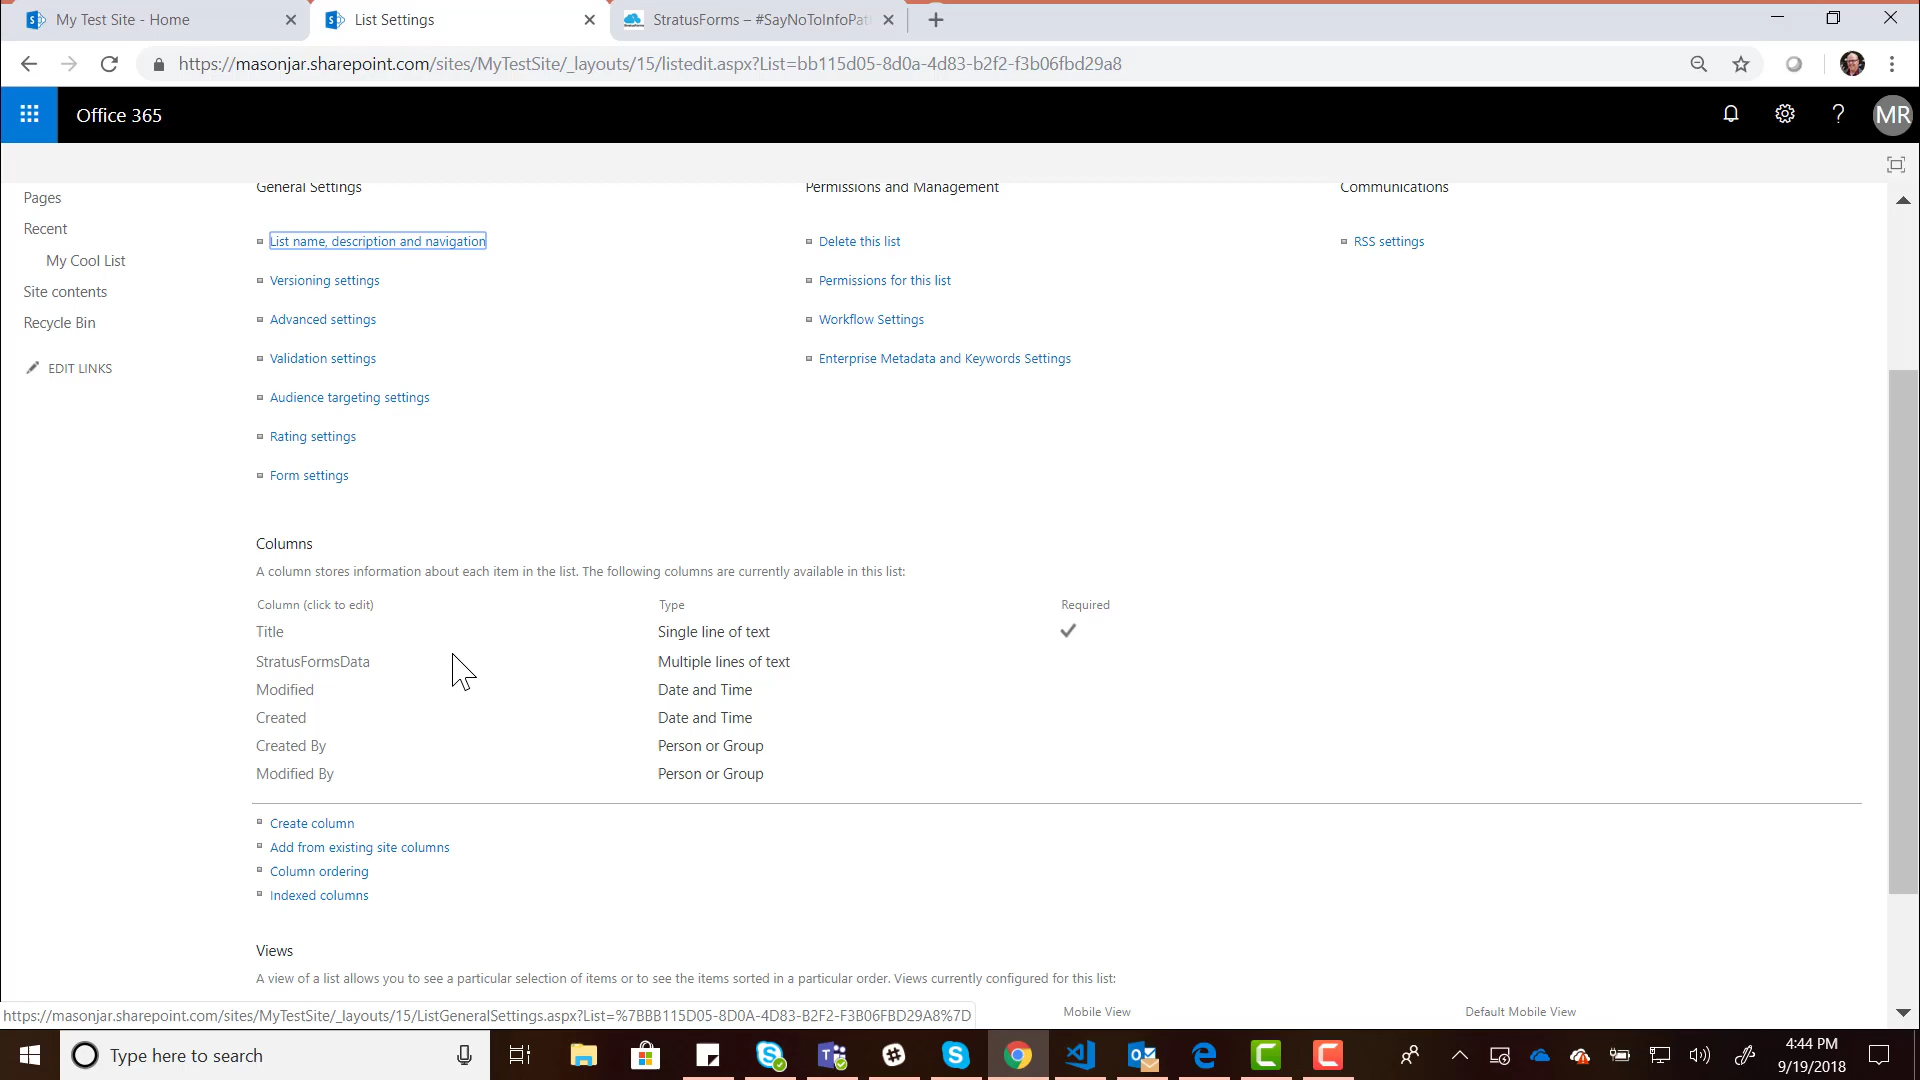 My Test Site - Home
List Settings
StratusForms – #SayNoToInfoPat
https://masonjar.sharepoint.com/sites/MyTestSite/_layouts/15/listedit.aspx?List=bb115d05-8d0a-4d83-b2f2-f3b06fbd29a8
Office 365
MR
General Settings
Permissions and Management
Communications
Pages
Recent
My Cool List
Site contents
Recycle Bin
EDIT LINKS
List name, description and navigation
Delete this list
RSS settings
Versioning settings
Permissions for this list
Advanced settings
Workflow Settings
Validation settings
Enterprise Metadata and Keywords Settings
Audience targeting settings
Rating settings
Form settings
Columns
A column stores information about each item in the list. The following columns are currently available in this list:
Column (click to edit) Type Required
Title Single line of text
StratusFormsData Multiple lines of text
Modified Date and Time
Created Date and Time
Created By Person or Group
Modified By Person or Group
Create column
Add from existing site columns
Column ordering
Indexed columns
Views
A view of a list allows you to see a particular selection of items or to see the items sorted in a particular order. Views currently configured for this list:
Mobile View Default Mobile View
https://masonjar.sharepoint.com/sites/MyTestSite/_layouts/15/ListGeneralSettings.aspx?List=%7BBB115D05-8D0A-4D83-B2F2-F3B06FBD29A8%7D
Type here to search
4:44 PM
9/19/2018